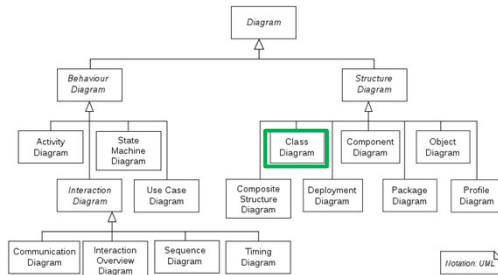 Diagram
Behaviour
Diagram
Structure
Diagram
Activity
Diagram
State
Machine
Diagram
Class
Diagram
Component
Diagram
Object
Diagram
Interaction
Diagram
Use Case
Diagram
Composite
Structure
Diagram
Deployment
Diagram
Package
Diagram
Profile
Diagram
Communication
Diagram
Interaction
Overview
Diagram
Sequence
Diagram
Timing
Diagram
Notation: UML